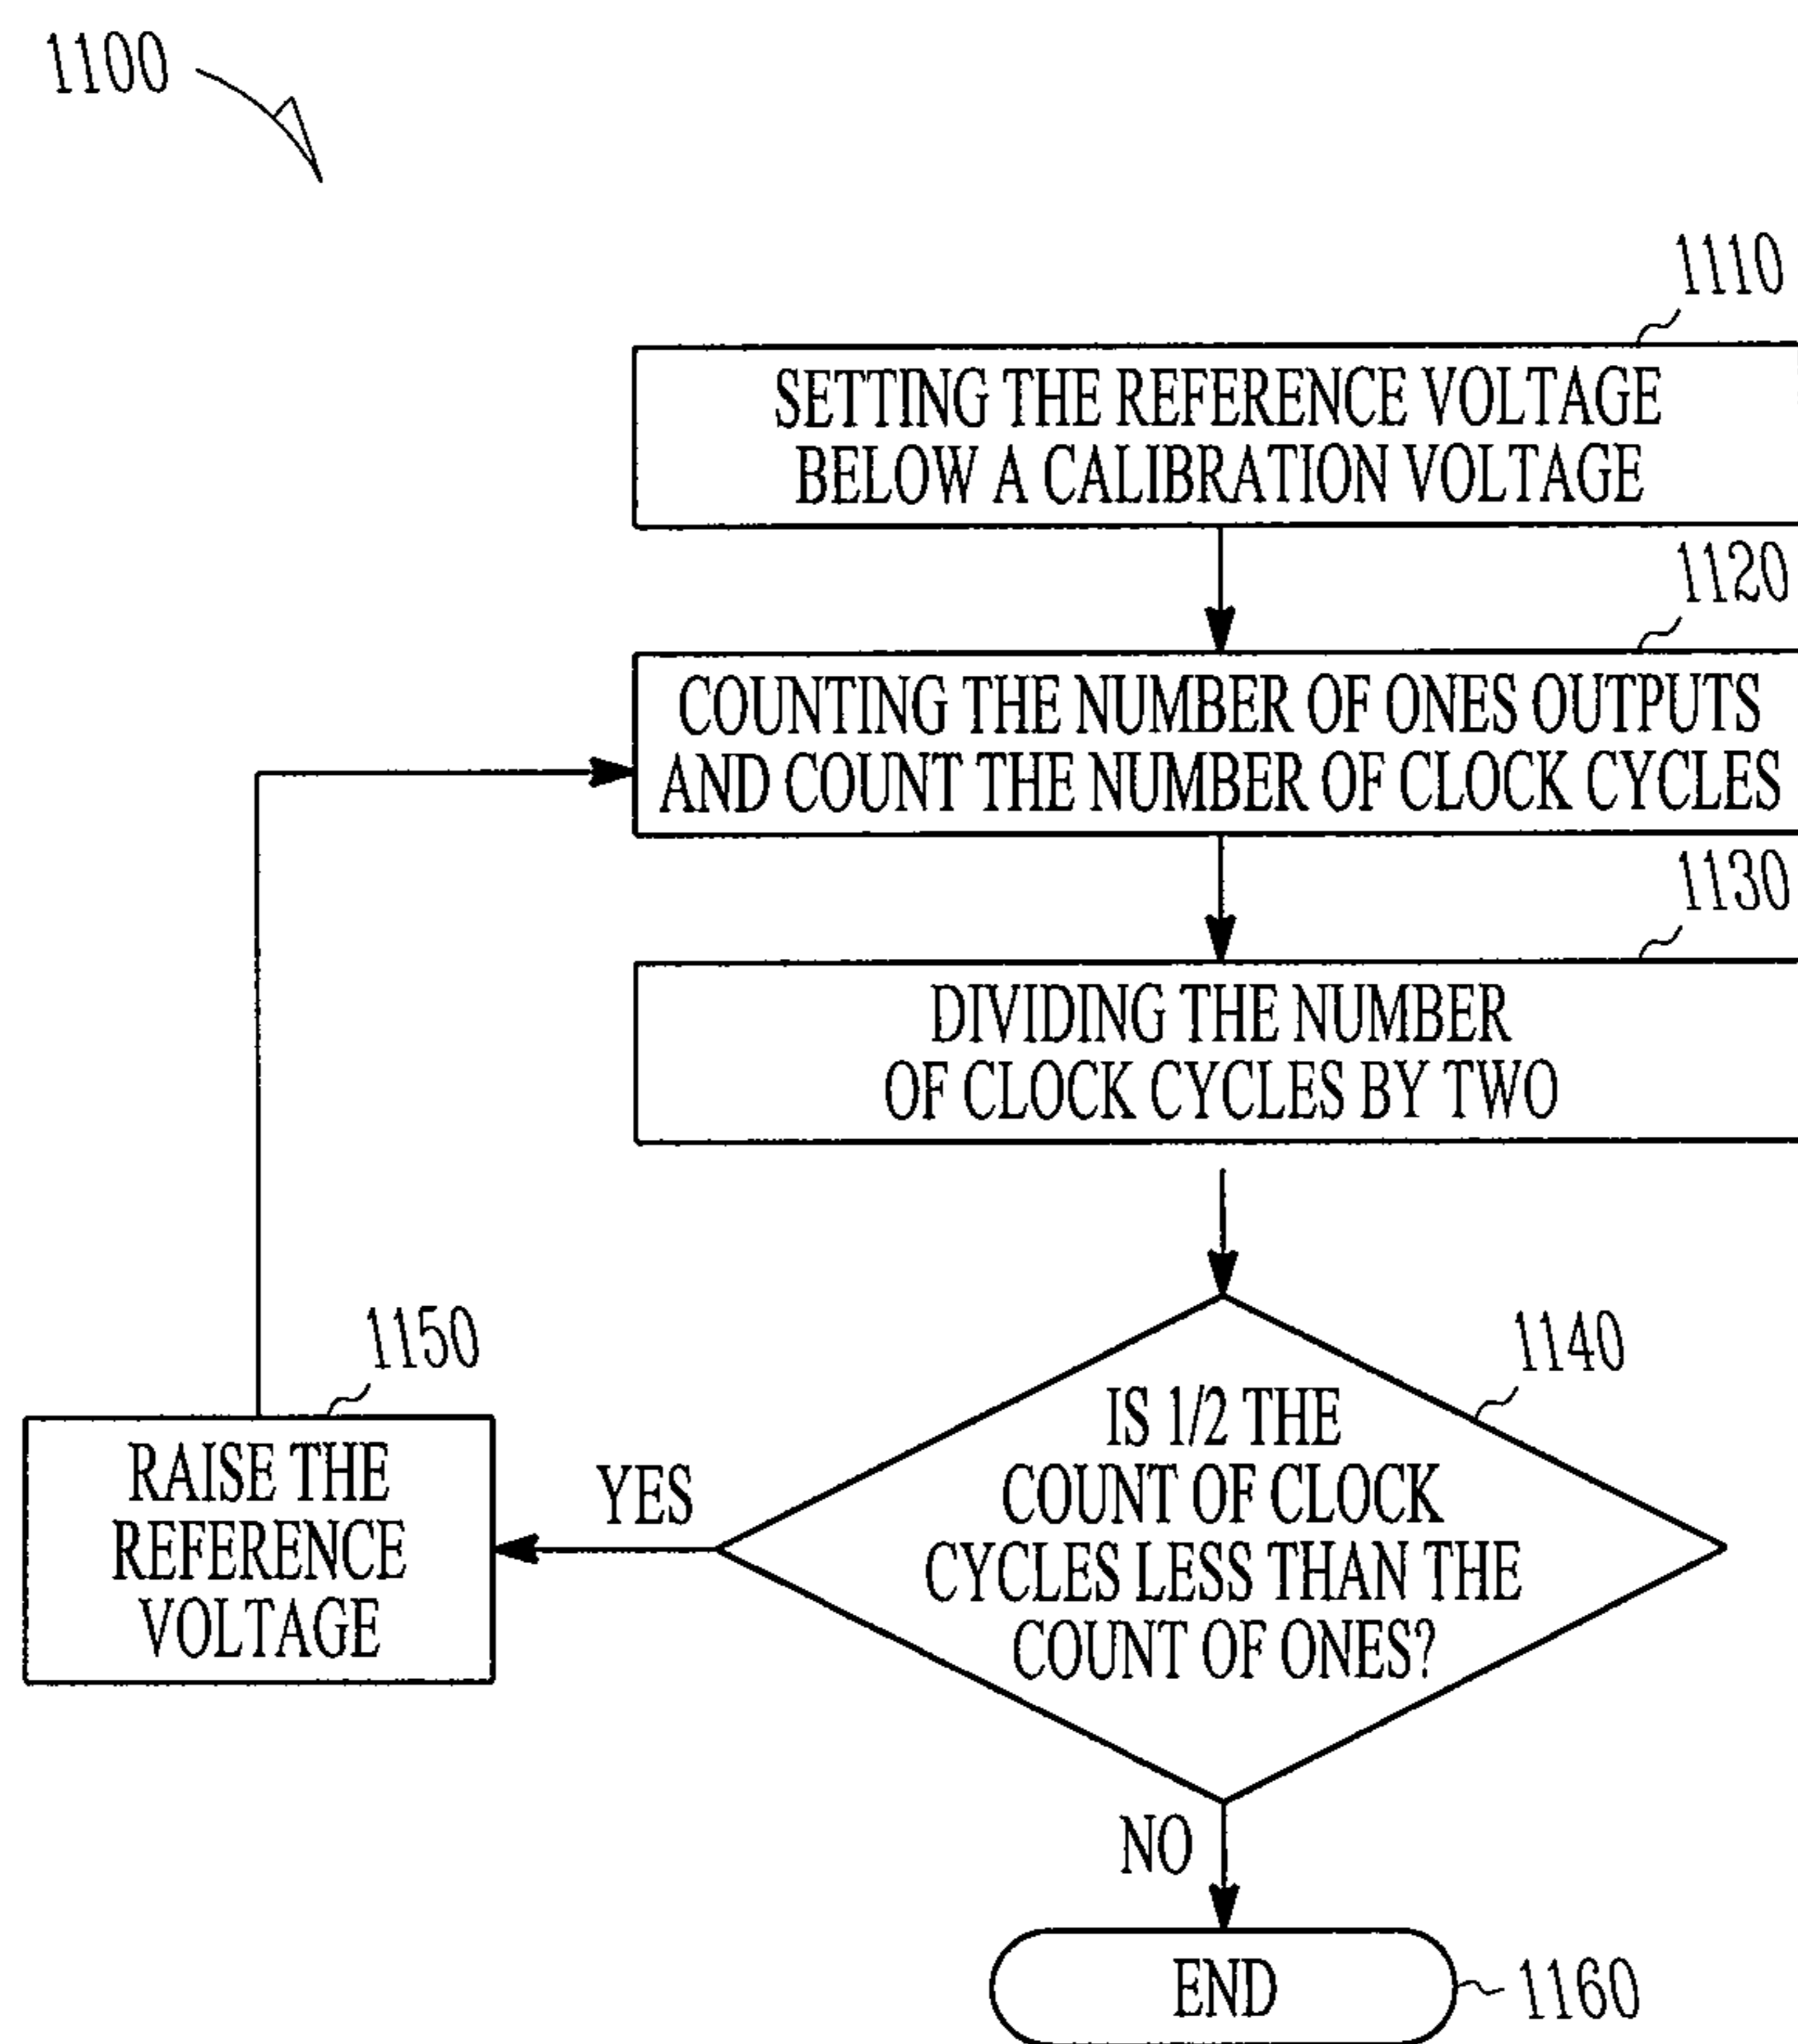 1100
1110
SETTING THE REFERENCE VOLTAGE
BELOW A CALIBRATION VOLTAGE
1120
COUNTING THE NUMBER OF ONES OUTPUTS
AND COUNT THE NUMBER OF CLOCK CYCLES
1130
DIVIDING THE NUMBER
OF CLOCK CYCLES BY TWO
1140
IS 1/2 THE
COUNT OF CLOCK
CYCLES LESS THAN THE
COUNT OF ONES?
YES
1150
RAISE THE
REFERENCE
VOLTAGE
NO
END
1160